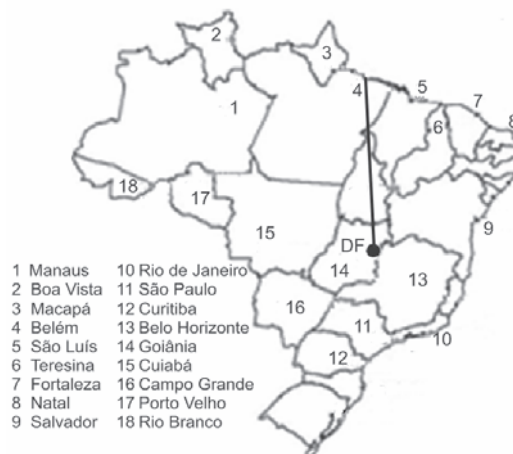 2
3
4
5
7
8
1
6
18
17
9
15
DF
14
13
16
11
10
12
1 Manaus 10 Rio de Janeiro
2 Boa Vista 11 São Paulo
3 Macapá 12 Curitiba
4 Belém 13 Belo Horizonte
5 São Luís 14 Goiânia
6 Teresina 15 Cuiabá
7 Fortaleza 16 Campo Grande
8 Natal 17 Porto Velho
9 Salvador 18 Rio Branco